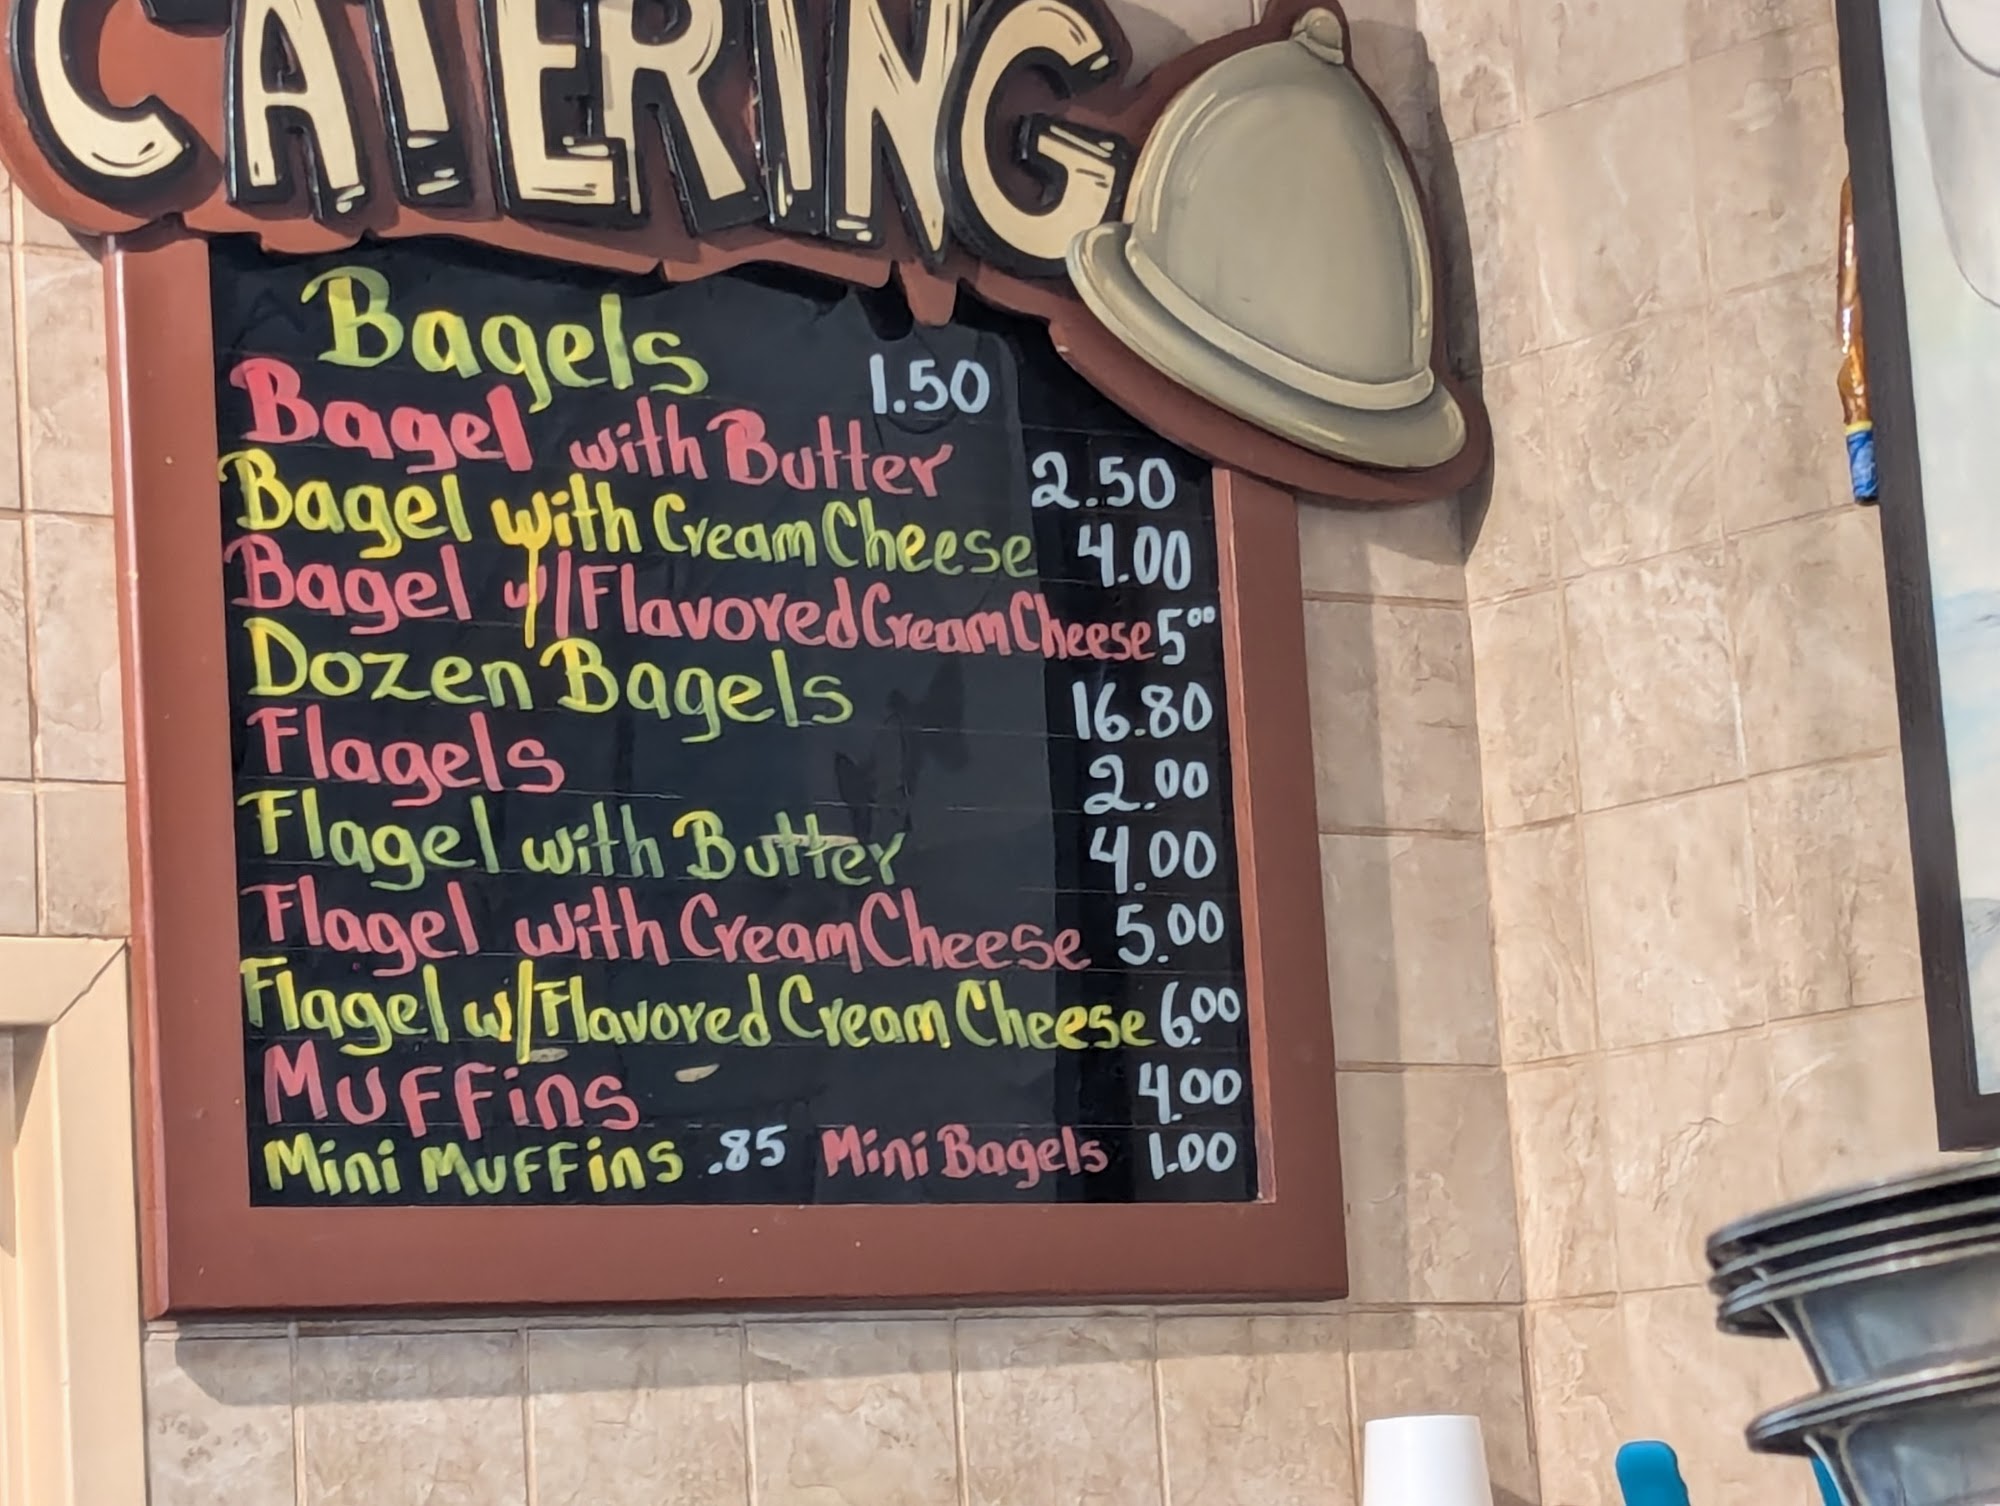 CATERING
Bagels 1.50
Bagel with Butter 2.50
Bagel with Cream Cheese 4.00
Bagel w/Flavored Cream Cheese 5⁰⁰
Dozen Bagels 16.80
Flagels 2.00
Flagel with Butter 4.00
Flagel with Cream Cheese 5.00
Flagel w/Flavored Cream Cheese 6.00
Muffins 4.00
Mini Muffins .85 Mini Bagels 1.00